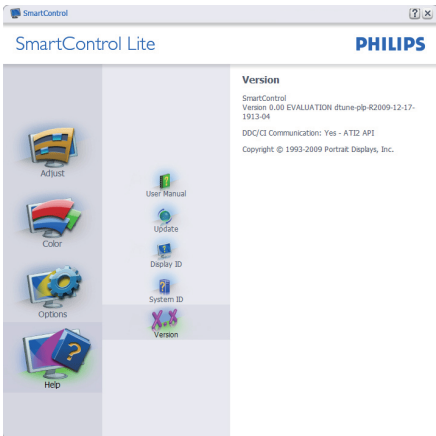 SmartControl
SmartControl Lite
PHILIPS
Adjust
Color
Options
Help
User Manual
Update
Display ID
System ID
Version
Version
SmartControl
Version 0.00 EVALUATION dtune-plp-R2009-12-17-
1913-04
DDC/CI Communication: Yes - ATI2 API
Copyright © 1993-2009 Portrait Displays, Inc.